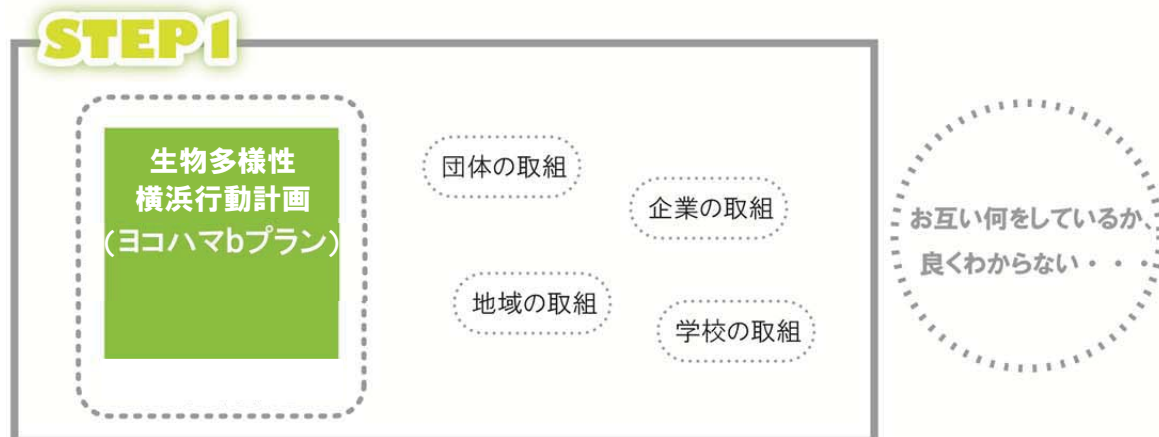 STEP1
生物多様性
横浜行動計画
(ヨコハマbプラン)
団体の取組
企業の取組
地域の取組
学校の取組
お互い何をしているか、
良くわからない・・・